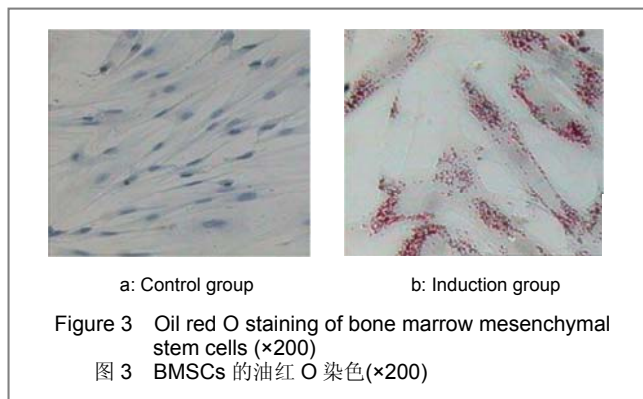 a: Control group
b: Induction group
Figure 3 Oil red O staining of bone marrow mesenchymal
stem cells (×200)
图 3 BMSCs 的油红 O 染色(×200)